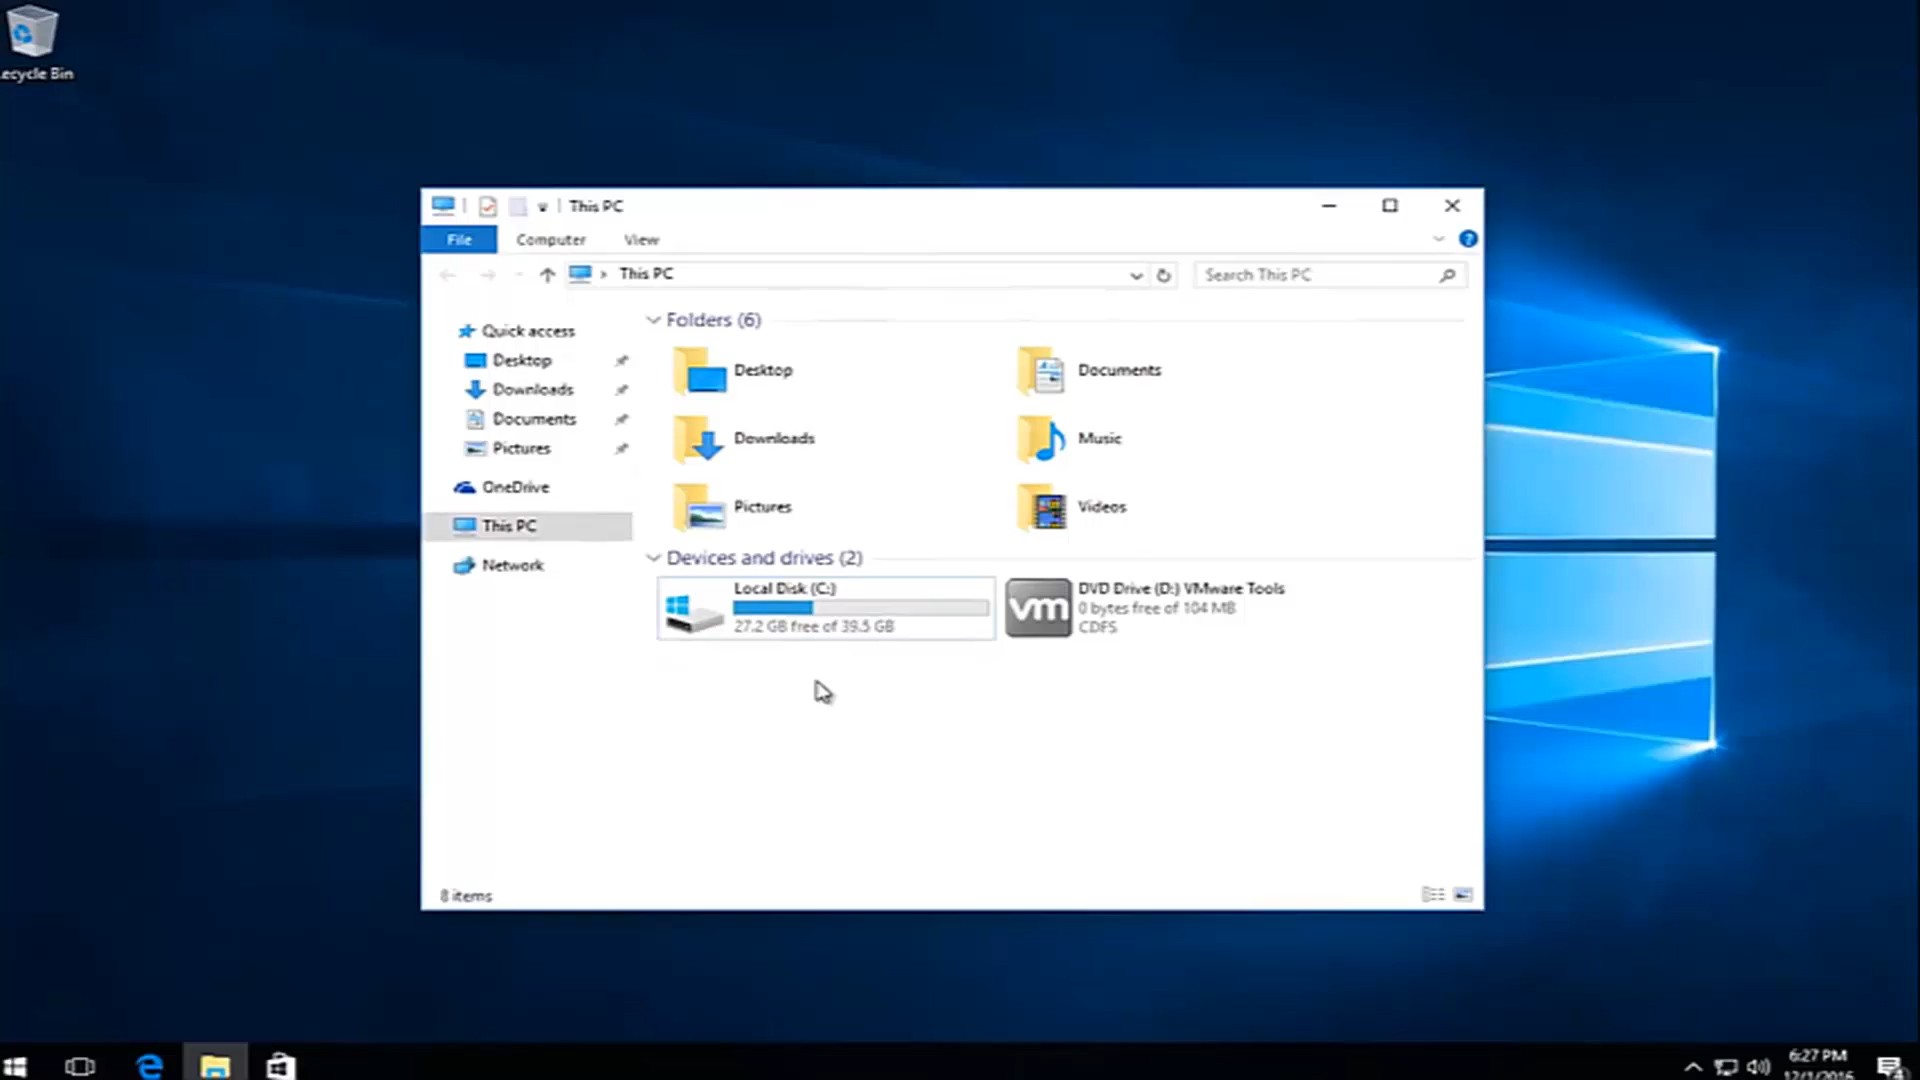 ecycle Bin
This PC
File Computer View
This PC
Search This PC
Quick access
Desktop
Downloads
Documents
Pictures
OneDrive
This PC
Network
Folders (6)
Desktop
Documents
Downloads
Music
Pictures
Videos
Devices and drives (2)
Local Disk (C:)
27.2 GB free of 39.5 GB
vm
DVD Drive (D:) VMware Tools
0 bytes free of 104 MB
CDFS
8 items
6:27 PM
12/1/2016